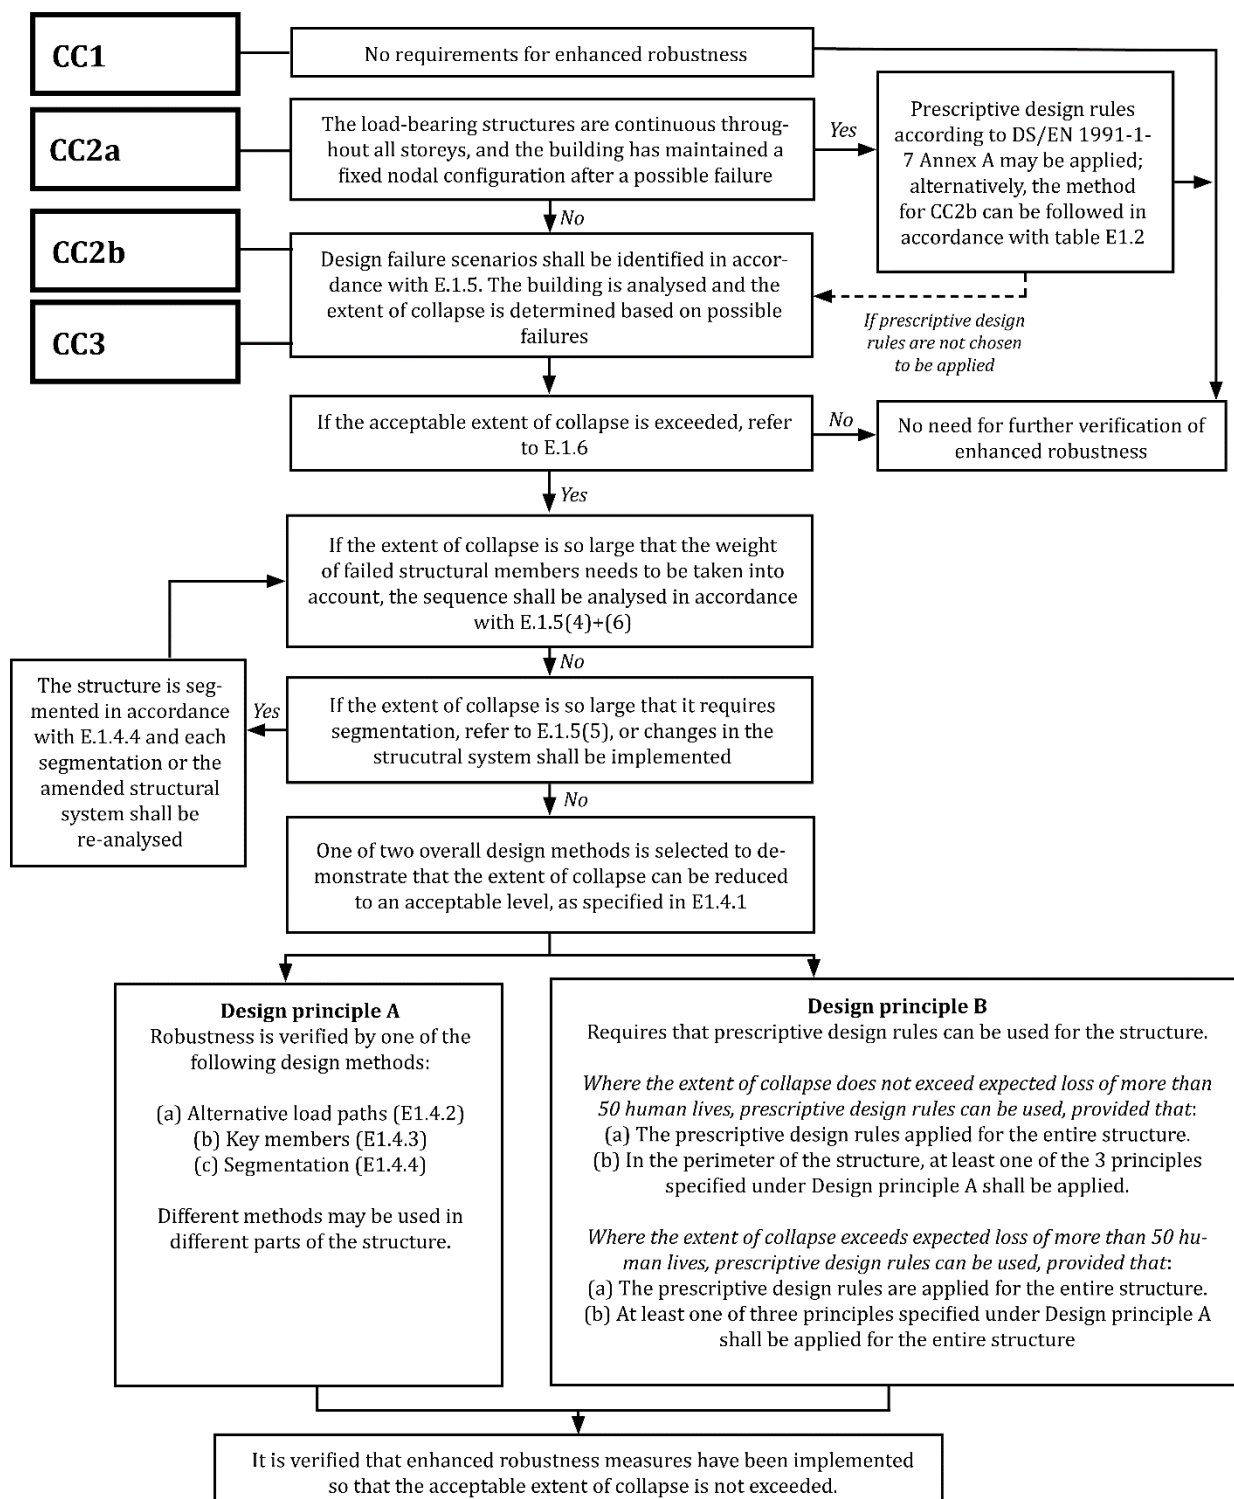 CC1
No requirements for enhanced robustness
CC2a
The load-bearing structures are continuous throug-
hout all storeys, and the building has maintained a
fixed nodal configuration after a possible failure
Yes
Prescriptive design rules
according to DS/EN 1991-1-
7 Annex A may be applied;
alternatively, the method
for CC2b can be followed in
accordance with table E1.2
No
CC2b
CC3
Design failure scenarios shall be identified in accor-
dance with E.1.5. The building is analysed and the
extent of collapse is determined based on possible
failures
If prescriptive design
rules are not chosen
to be applied
If the acceptable extent of collapse is exceeded, refer
to E.1.6
No
No need for further verification of
enhanced robustness
Yes
If the extent of collapse is so large that the weight
of failed structural members needs to be taken into
account, the sequence shall be analysed in accordance
with E.1.5(4)+(6)
No
The structure is seg-
mented in accordance
with E.1.4.4 and each
segmentation or the
amended structural
system shall be
re-analysed
Yes
If the extent of collapse is so large that it requires
segmentation, refer to E.1.5(5), or changes in the
strucutral system shall be implemented
No
One of two overall design methods is selected to de-
monstrate that the extent of collapse can be reduced
to an acceptable level, as specified in E1.4.1
Design principle A
Robustness is verified by one of the
following design methods:
(a) Alternative load paths (E1.4.2)
(b) Key members (E1.4.3)
(c) Segmentation (E1.4.4)
Different methods may be used in
different parts of the structure.
Design principle B
Requires that prescriptive design rules can be used for the structure.
Where the extent of collapse does not exceed expected loss of more than
50 human lives, prescriptive design rules can be used, provided that:
(a) The prescriptive design rules applied for the entire structure.
(b) In the perimeter of the structure, at least one of the 3 principles
specified under Design principle A shall be applied.
Where the extent of collapse exceeds expected loss of more than 50 hu-
man lives, prescriptive design rules can be used, provided that:
(a) The prescriptive design rules are applied for the entire structure.
(b) At least one of three principles specified under Design principle A
shall be applied for the entire structure
It is verified that enhanced robustness measures have been implemented
so that the acceptable extent of collapse is not exceeded.